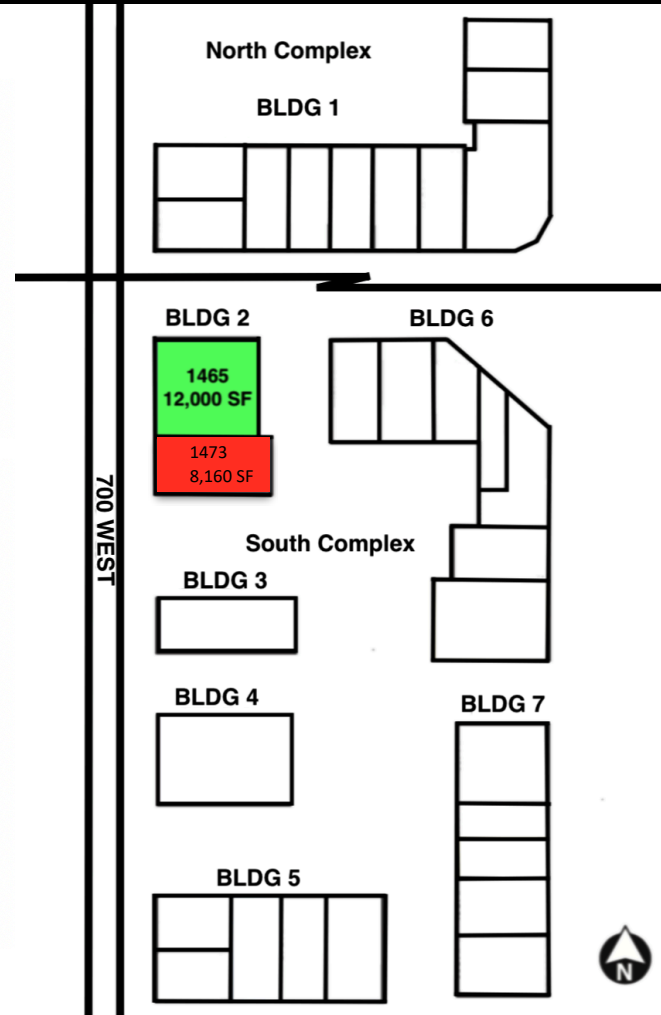 North Complex
BLDG 1
BLDG 2
BLDG 6
1465
12,000 SF
1473
8,160 SF
700 WEST
South Complex
BLDG 3
BLDG 4
BLDG 7
BLDG 5
N